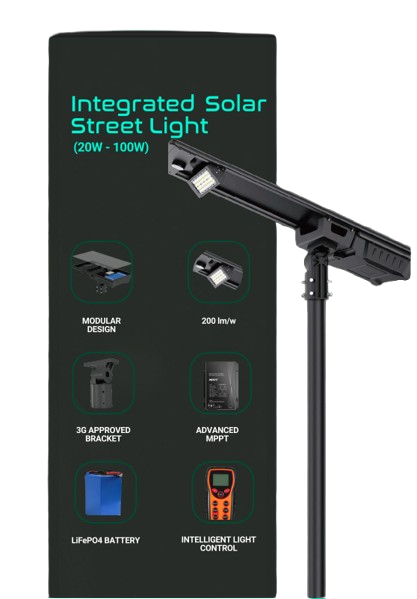 Integrated Solar
Street Light
(20W - 100W)
MODULAR
DESIGN
200 lm/w
3G APPROVED
BRACKET
ADVANCED
MPPT
LiFePO4 BATTERY
INTELLIGENT LIGHT
CONTROL